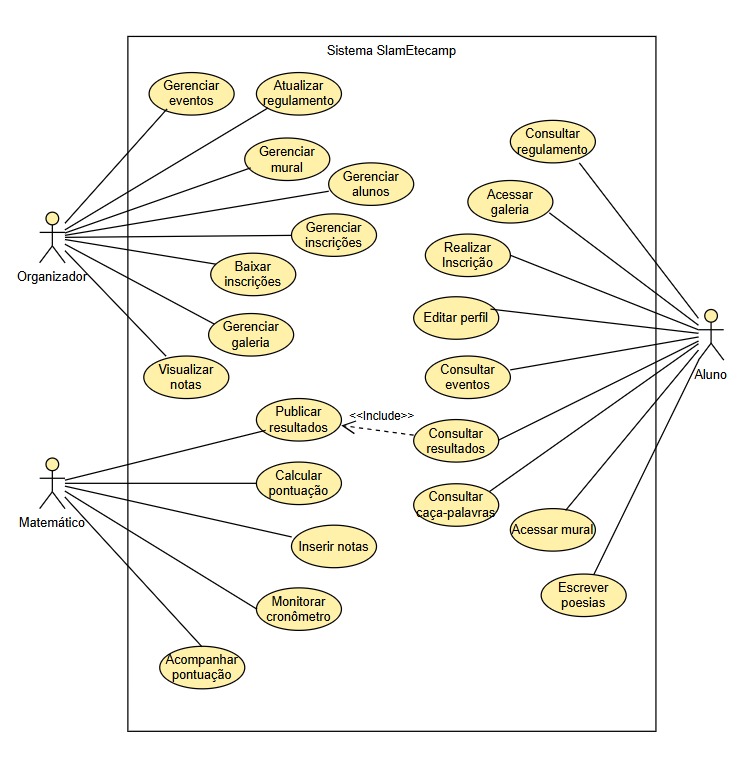 Sistema SlamEtecamp
Gerenciar
eventos
Atualizar
regulamento
Gerenciar
mural
Gerenciar
alunos
Gerenciar
inscrições
Baixar
inscrições
Gerenciar
galeria
Visualizar
notas
Organizador
Consultar
regulamento
Acessar
galeria
Realizar
Inscrição
Editar perfil
Consultar
eventos
Aluno
Publicar
resultados
<<Include>>
Consultar
resultados
Calcular
pontuação
Consultar
caça-palavras
Acessar mural
Matemático
Inserir notas
Monitorar
cronômetro
Escrever
poesias
Acompanhar
pontuação